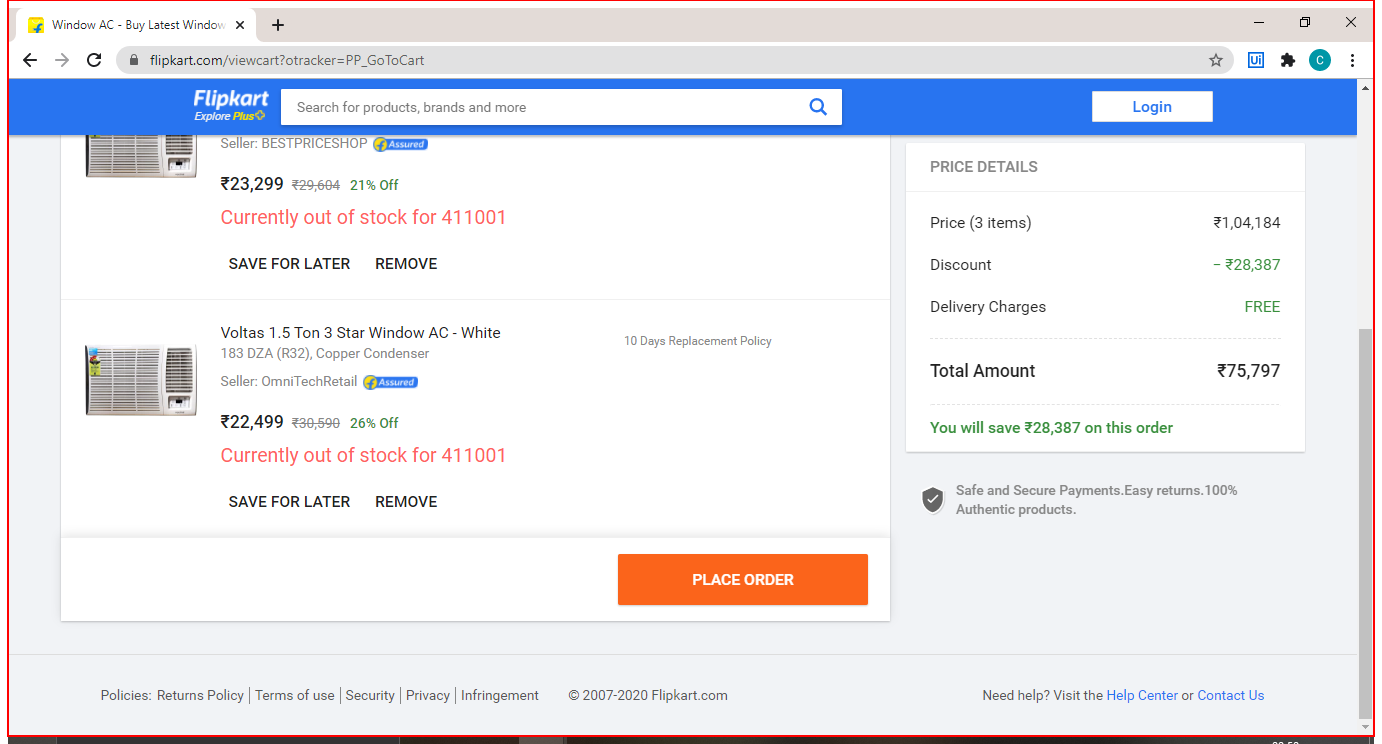 Window AC - Buy Latest Window
flipkart.com/viewcart?otracker=PP_GoToCart
Ui
C
Flipkart
Explore Plus
Search for products, brands and more
Login
Seller: BESTPRICESHOP Assured
₹23,299 ₹29,604 21% Off
Currently out of stock for 411001
SAVE FOR LATER REMOVE
Voltas 1.5 Ton 3 Star Window AC - White
183 DZA (R32), Copper Condenser
10 Days Replacement Policy
Seller: OmniTechRetail Assured
₹22,499 ₹30,590 26% Off
Currently out of stock for 411001
SAVE FOR LATER REMOVE
PLACE ORDER
PRICE DETAILS
Price (3 items) ₹1,04,184
Discount − ₹28,387
Delivery Charges FREE
Total Amount ₹75,797
You will save ₹28,387 on this order
Safe and Secure Payments.Easy returns.100%
Authentic products.
Policies: Returns Policy | Terms of use | Security | Privacy | Infringement © 2007-2020 Flipkart.com Need help? Visit the Help Center or Contact Us